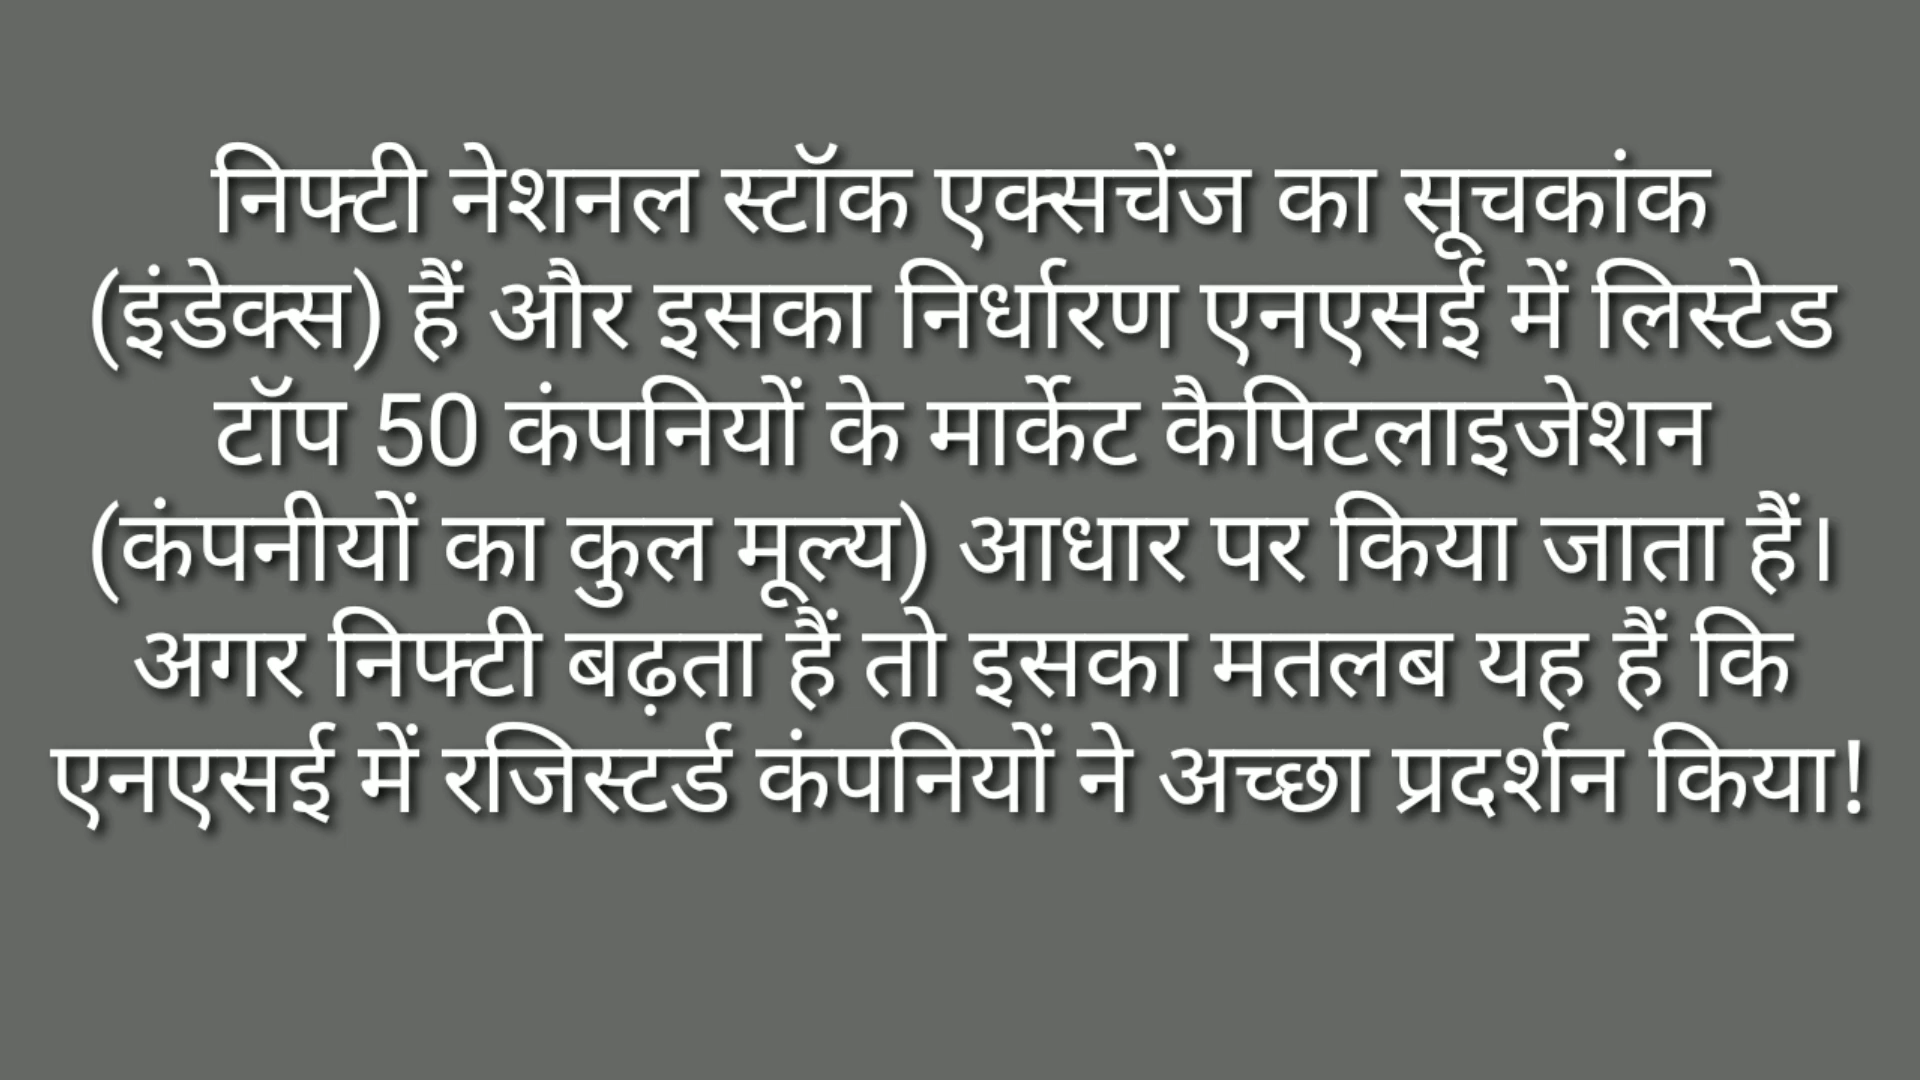 निफ्टी नेशनल स्टॉक एक्सचेंज का सूचकांक
(इंडेक्स) हैं और इसका निर्धारण एनएसई में लिस्टेड
टॉप 50 कंपनियों के मार्केट कैपिटलाइजेशन
(कंपनीयों का कुल मूल्य) आधार पर किया जाता हैं।
अगर निफ्टी बढ़ता हैं तो इसका मतलब यह हैं कि
एनएसई में रजिस्टर्ड कंपनियों ने अच्छा प्रदर्शन किया!